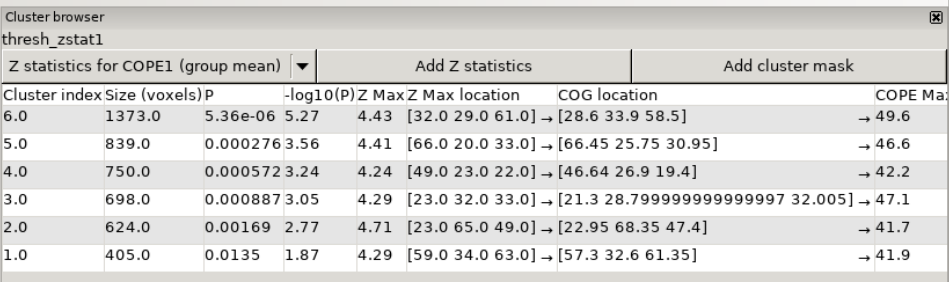 Cluster browser
thresh_zstat1
Z statistics for COPE1 (group mean) Add Z statistics Add cluster mask
Cluster index Size (voxels) P -log10(P) Z Max Z Max location COG location COPE Max
6.0 1373.0 5.36e-06 5.27 4.43 [32.0 29.0 61.0] → [28.6 33.9 58.5] → 49.6
5.0 839.0 0.000276 3.56 4.41 [66.0 20.0 33.0] → [66.45 25.75 30.95] → 46.6
4.0 750.0 0.000572 3.24 4.24 [49.0 23.0 22.0] → [46.64 26.9 19.4] → 42.2
3.0 698.0 0.000887 3.05 4.29 [23.0 32.0 33.0] → [21.3 28.799999999999997 32.005] → 47.1
2.0 624.0 0.00169 2.77 4.71 [23.0 65.0 49.0] → [22.95 68.35 47.4] → 41.7
1.0 405.0 0.0135 1.87 4.29 [59.0 34.0 63.0] → [57.3 32.6 61.35] → 41.9